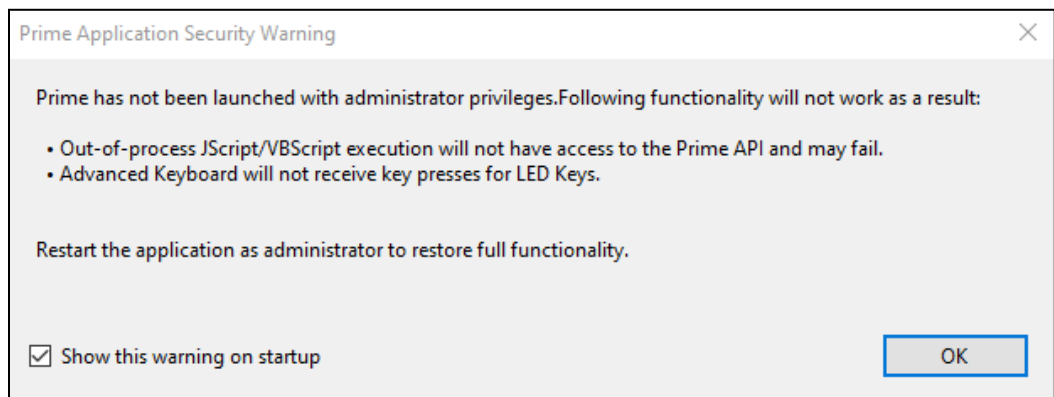 Prime Application Security Warning
Prime has not been launched with administrator privileges.Following functionality will not work as a result:
• Out-of-process JScript/VBScript execution will not have access to the Prime API and may fail.
• Advanced Keyboard will not receive key presses for LED Keys.
Restart the application as administrator to restore full functionality.
Show this warning on startup
OK